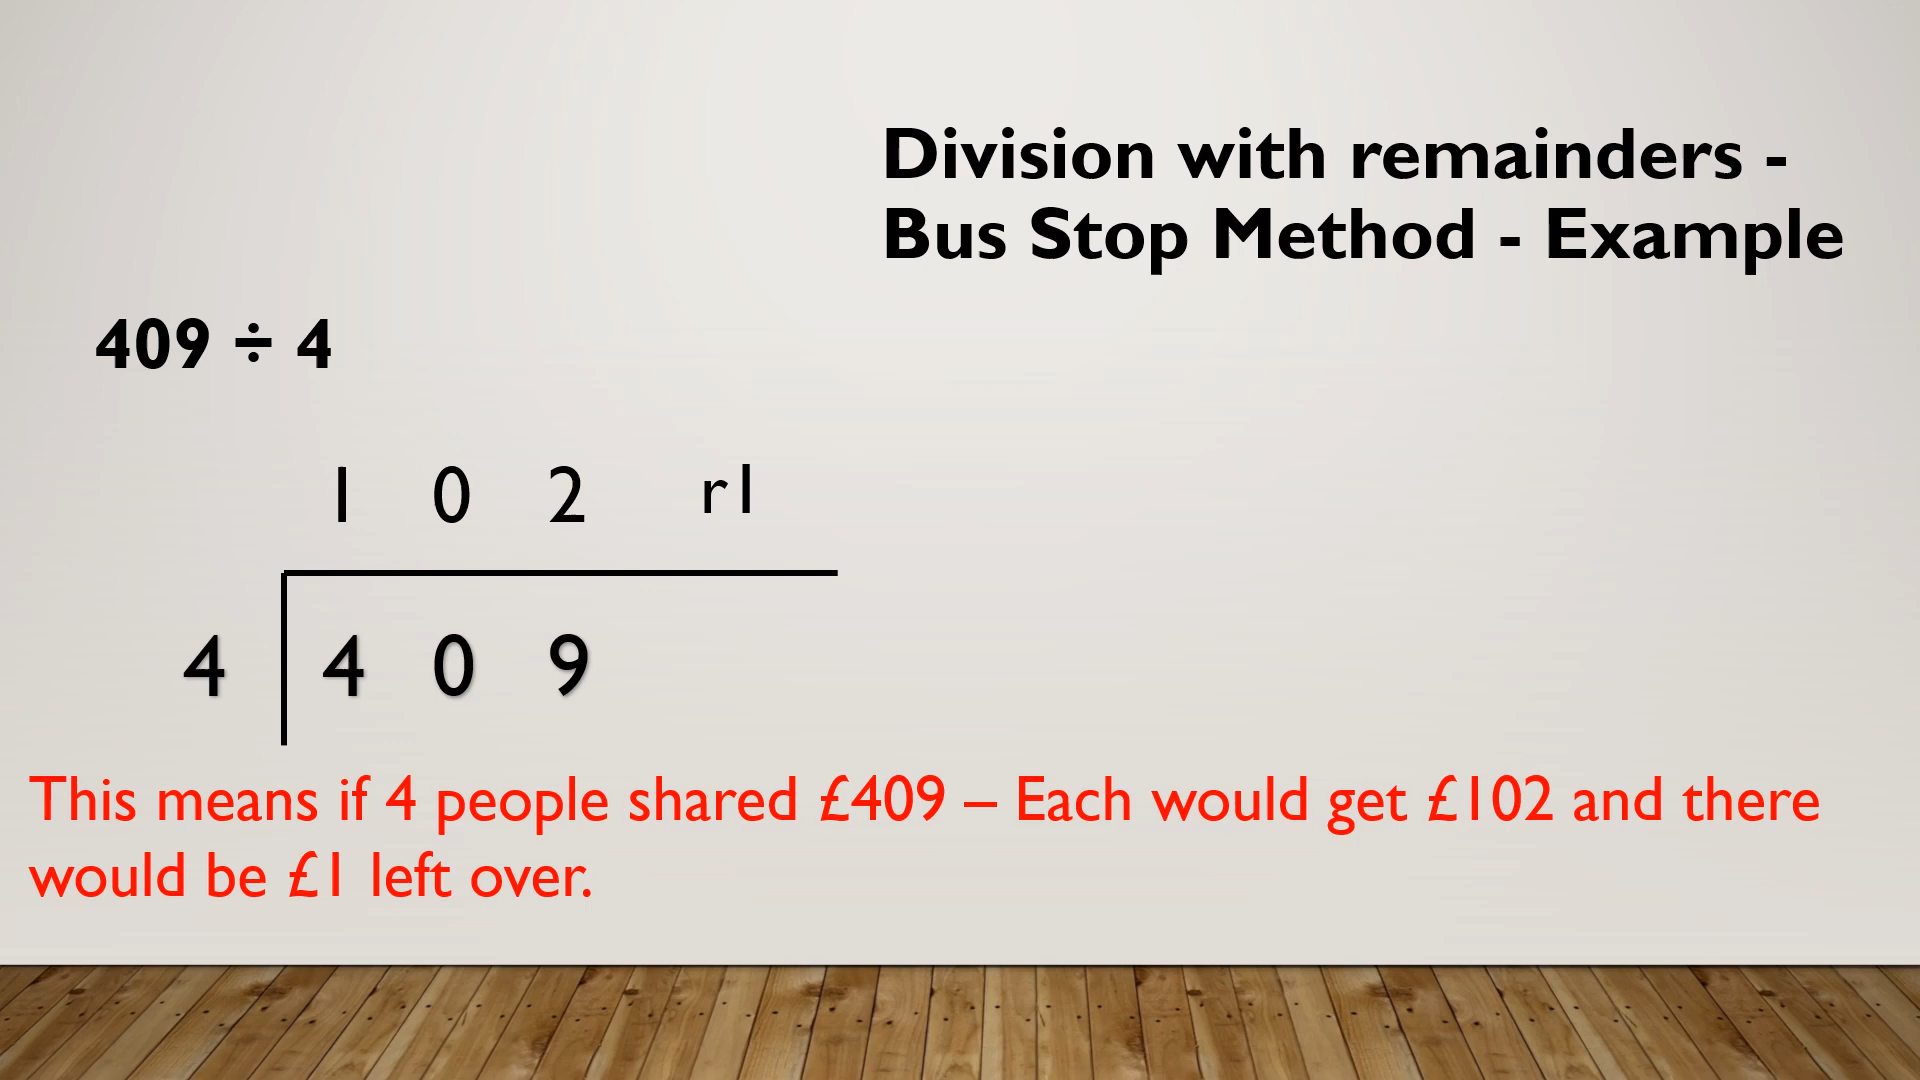 Division with remainders -
Bus Stop Method - Example
409 ÷ 4
1 0 2 r1
4 4 0 9
This means if 4 people shared £409 – Each would get £102 and there
would be £1 left over.